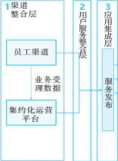 1渠道
整合层
员工渠道
业务受
理数据
集约化运营
平台
2用户服务整合层
3应用集成层
服务发布